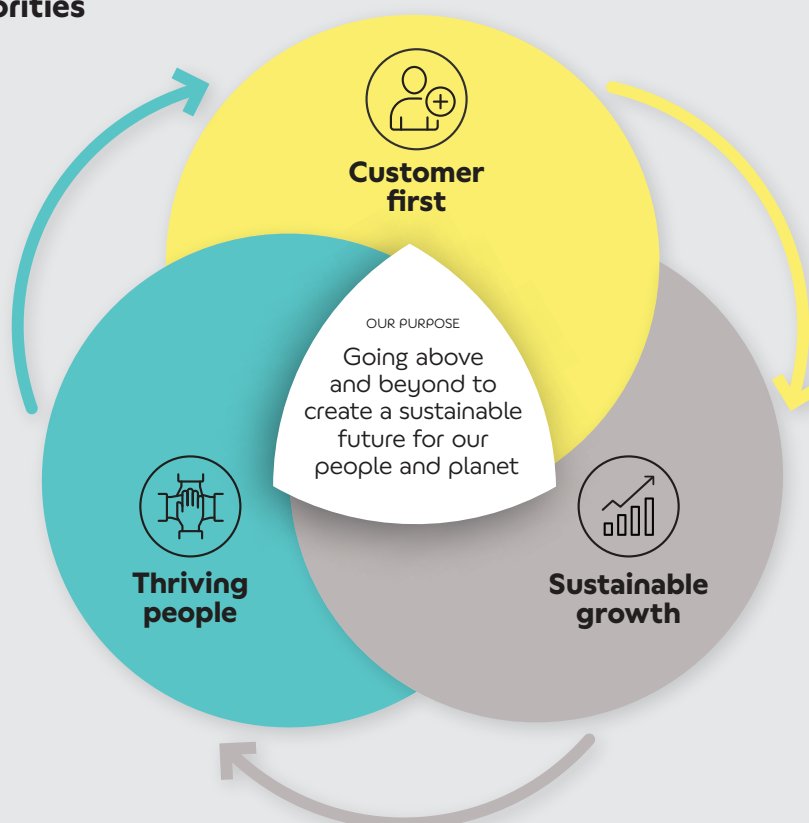 orities
Customer
first
OUR PURPOSE
Going above
and beyond to
create a sustainable
future for our
people and planet
Thriving
people
Sustainable
growth